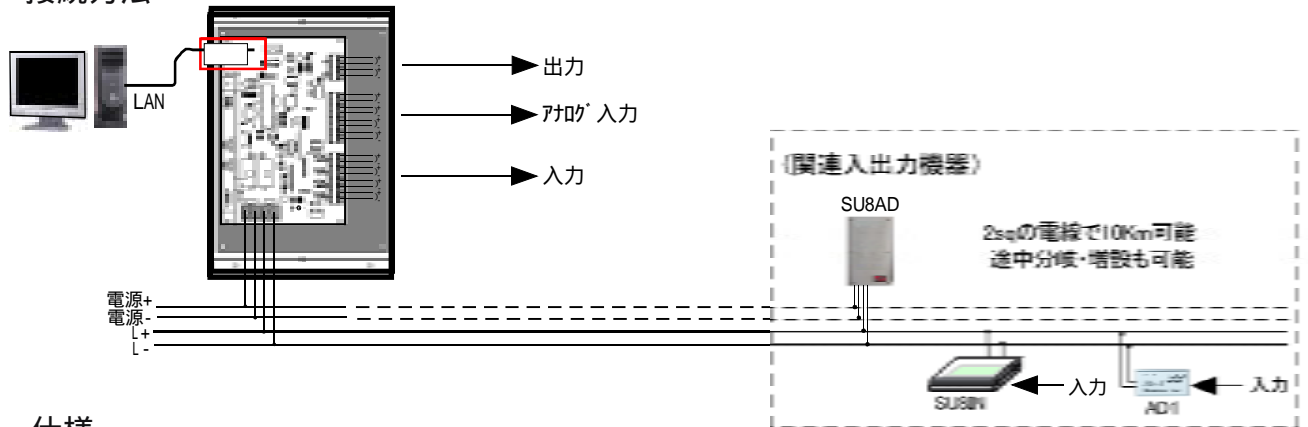 接続方法
LAN
出力
ｱﾅﾛｸﾞ入力
入力
(関連入出力機器)
SU8AD
2sqの電線で10Km可能
途中分岐・増設も可能
電源+
電源-
L+
L-
入力
入力
SU8IN
AD1
仕様